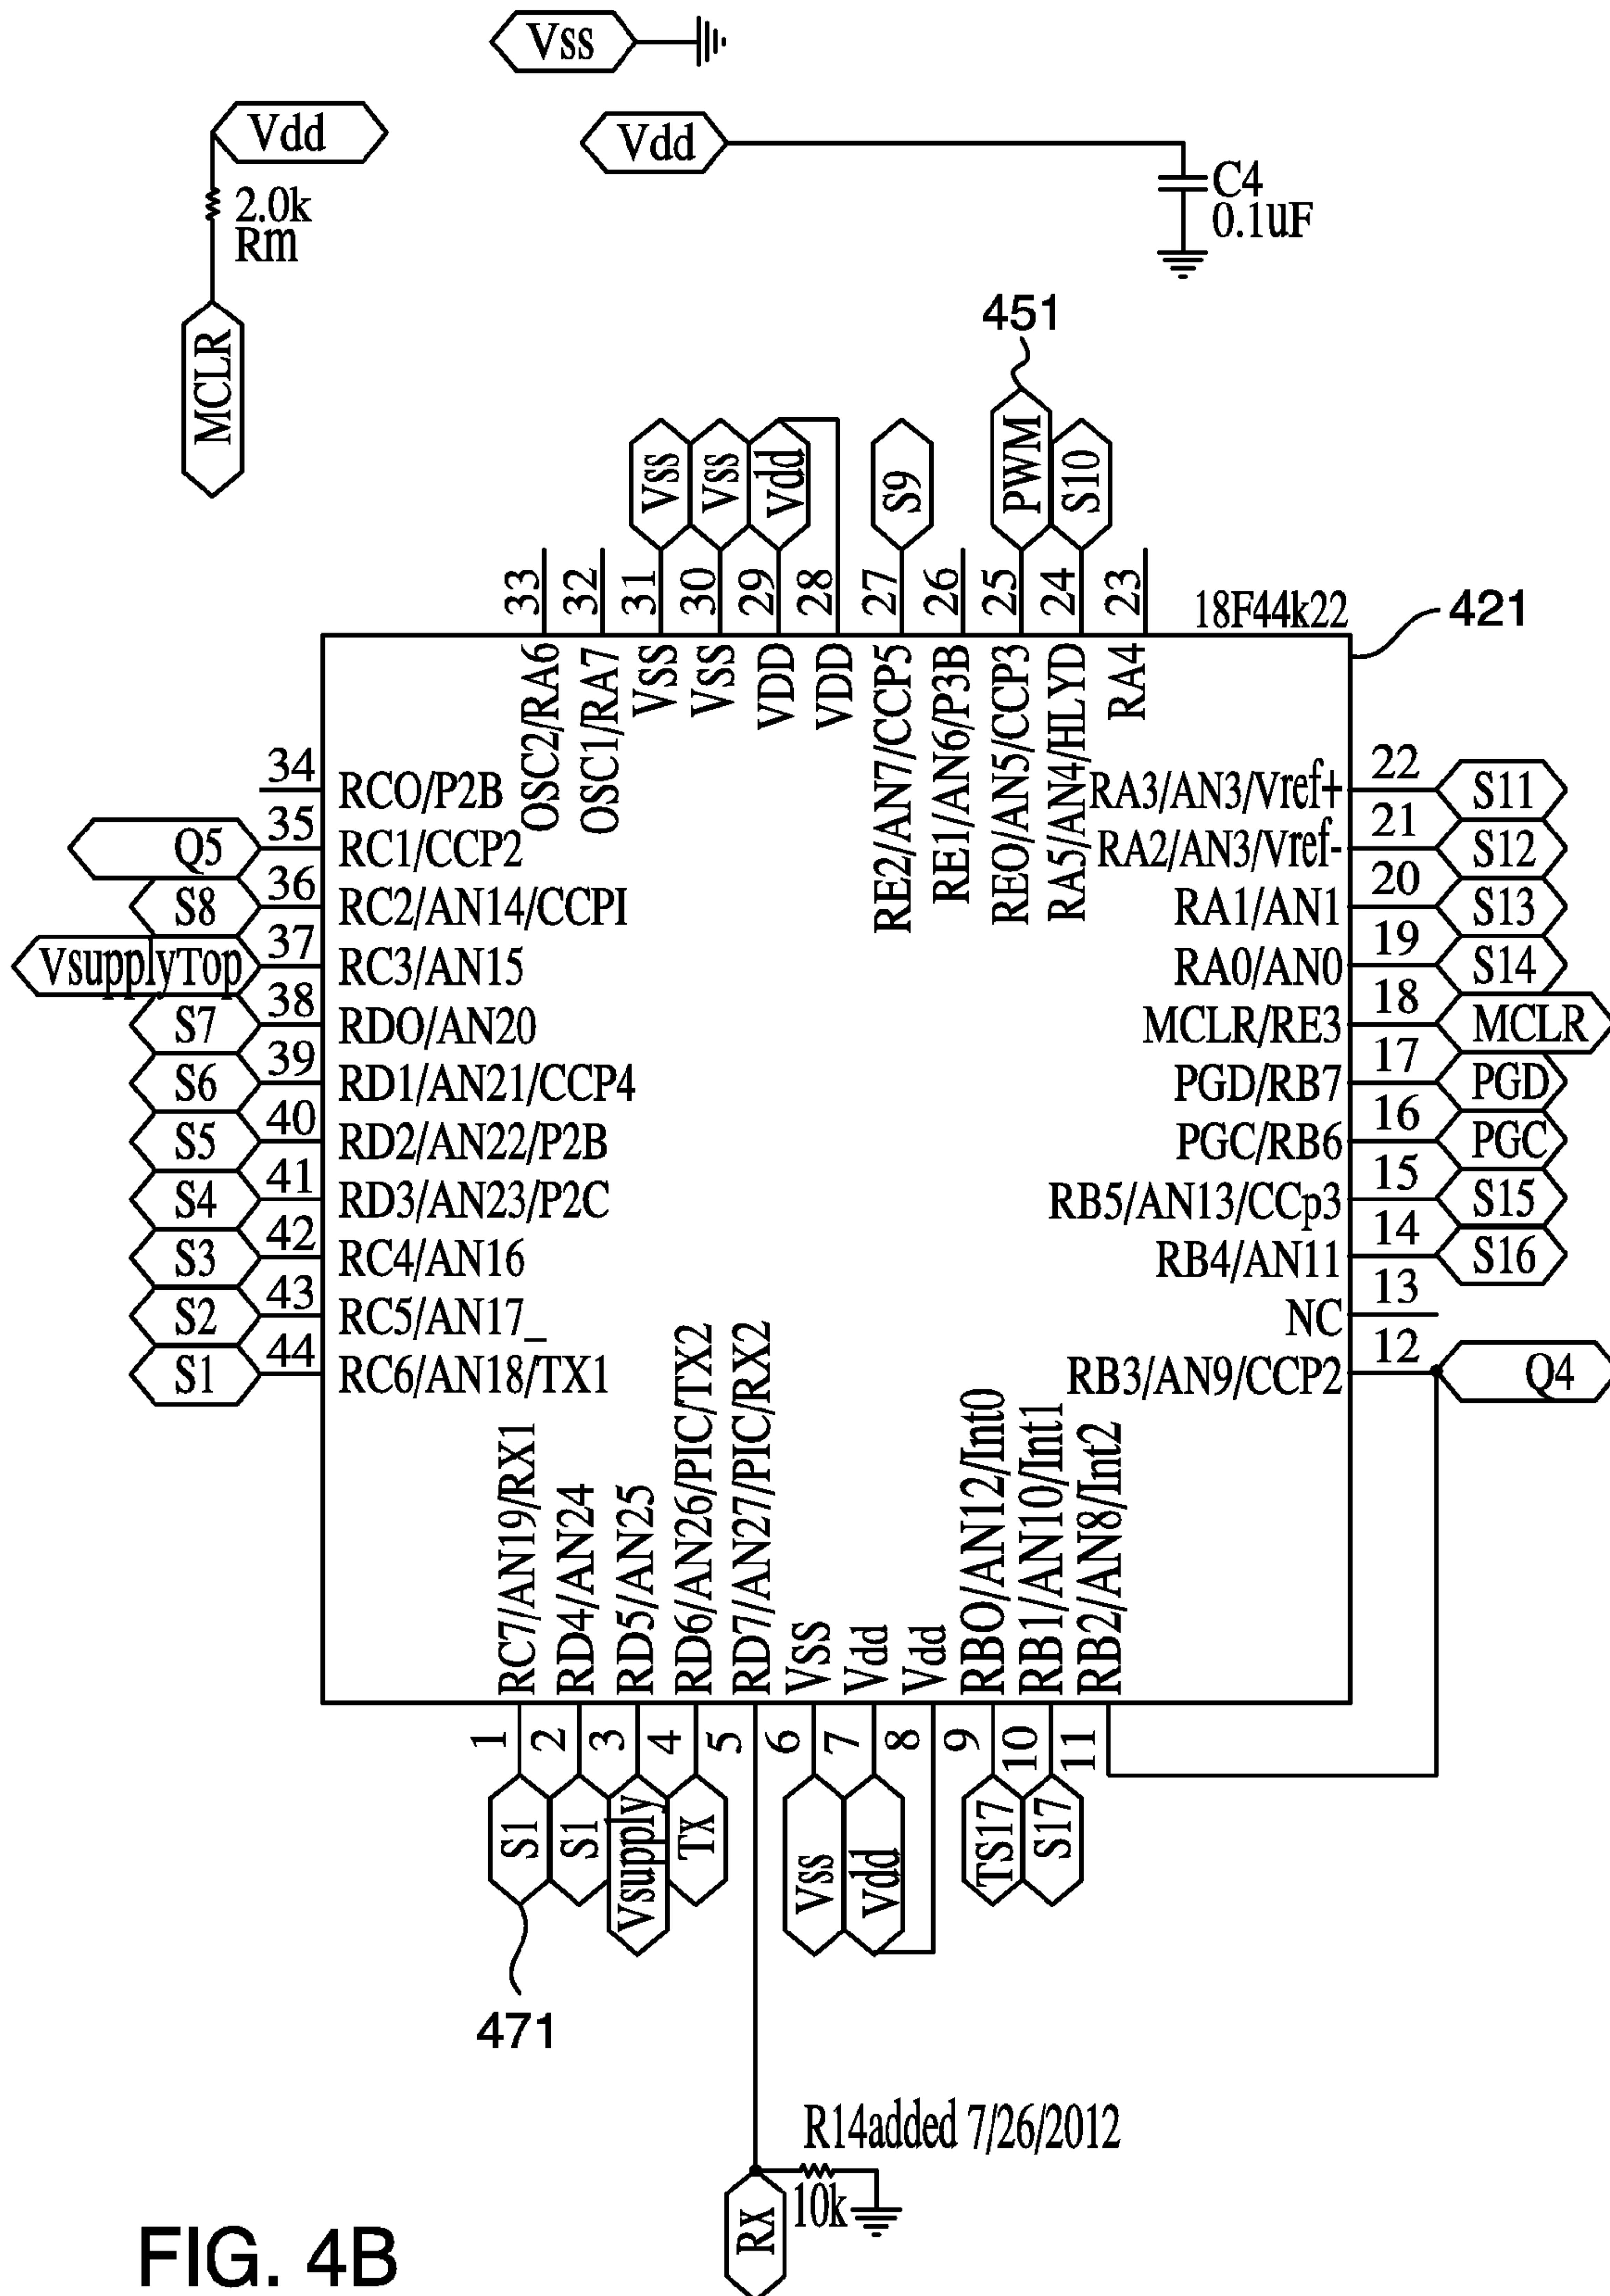 Vss
Vdd
Vdd
2.0k
Rm
C4
0.1uF
MCLR
451
Vss
Vss
Vdd
S9
PWM
S10
33
32
31
30
29
28
27
26
25
24
23
18F44k22
421
OSC2/RA6
OSC1/RA7
VSS
VSS
VDD
VDD
RE2/AN7/CCP5
RE1/AN6/P3B
REO/AN5/CCP3
RA5/AN4/HLYD
RA4
34 RCO/P2B
Q5 35 RC1/CCP2
S8 36 RC2/AN14/CCPI
VsupplyTop 37 RC3/AN15
S7 38 RDO/AN20
S6 39 RD1/AN21/CCP4
S5 40 RD2/AN22/P2B
S4 41 RD3/AN23/P2C
S3 42 RC4/AN16
S2 43 RC5/AN17_
S1 44 RC6/AN18/TX1
RA3/AN3/Vref+ 22 S11
RA2/AN3/Vref- 21 S12
RA1/AN1 20 S13
RA0/AN0 19 S14
MCLR/RE3 18 MCLR
PGD/RB7 17 PGD
PGC/RB6 16 PGC
RB5/AN13/CCp3 15 S15
RB4/AN11 14 S16
NC 13
RB3/AN9/CCP2 12 Q4
RC7/AN19/RX1
RD4/AN24
RD5/AN25
RD6/AN26/PIC/TX2
RD7/AN27/PIC/RX2
VSS
Vdd
Vdd
RBO/AN12/Int0
RB1/AN10/Int1
RB2/AN8/Int2
1
2
3
4
5
6
7
8
9
10
11
S1
S1
Vsupply
TX
Vss
Vdd
TS17
S17
471
R14added 7/26/2012
10k
RX
FIG. 4B